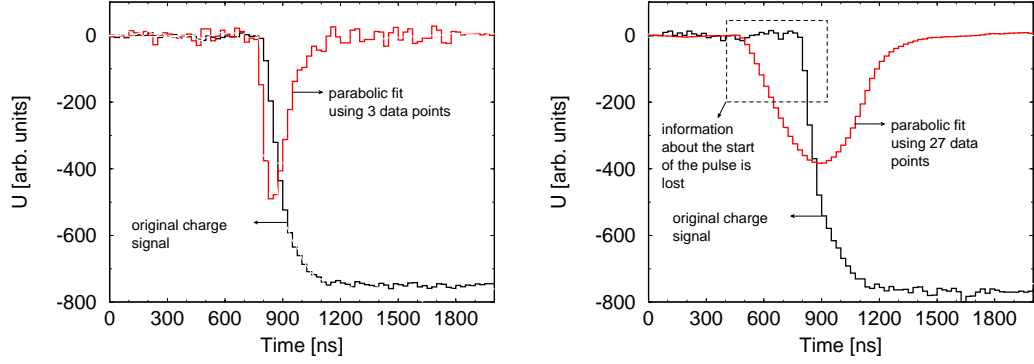 0
-200
-400
-600
-800
0 300 600 900 1200 1500 1800
U [arb. units]
Time [ns]
parabolic fit
using 3 data points
original charge
signal
0
-200
-400
-600
-800
0 300 600 900 1200 1500 1800
U [arb. units]
Time [ns]
information
about the start
of the pulse is
lost
parabolic fit
using 27 data
points
original charge
signal